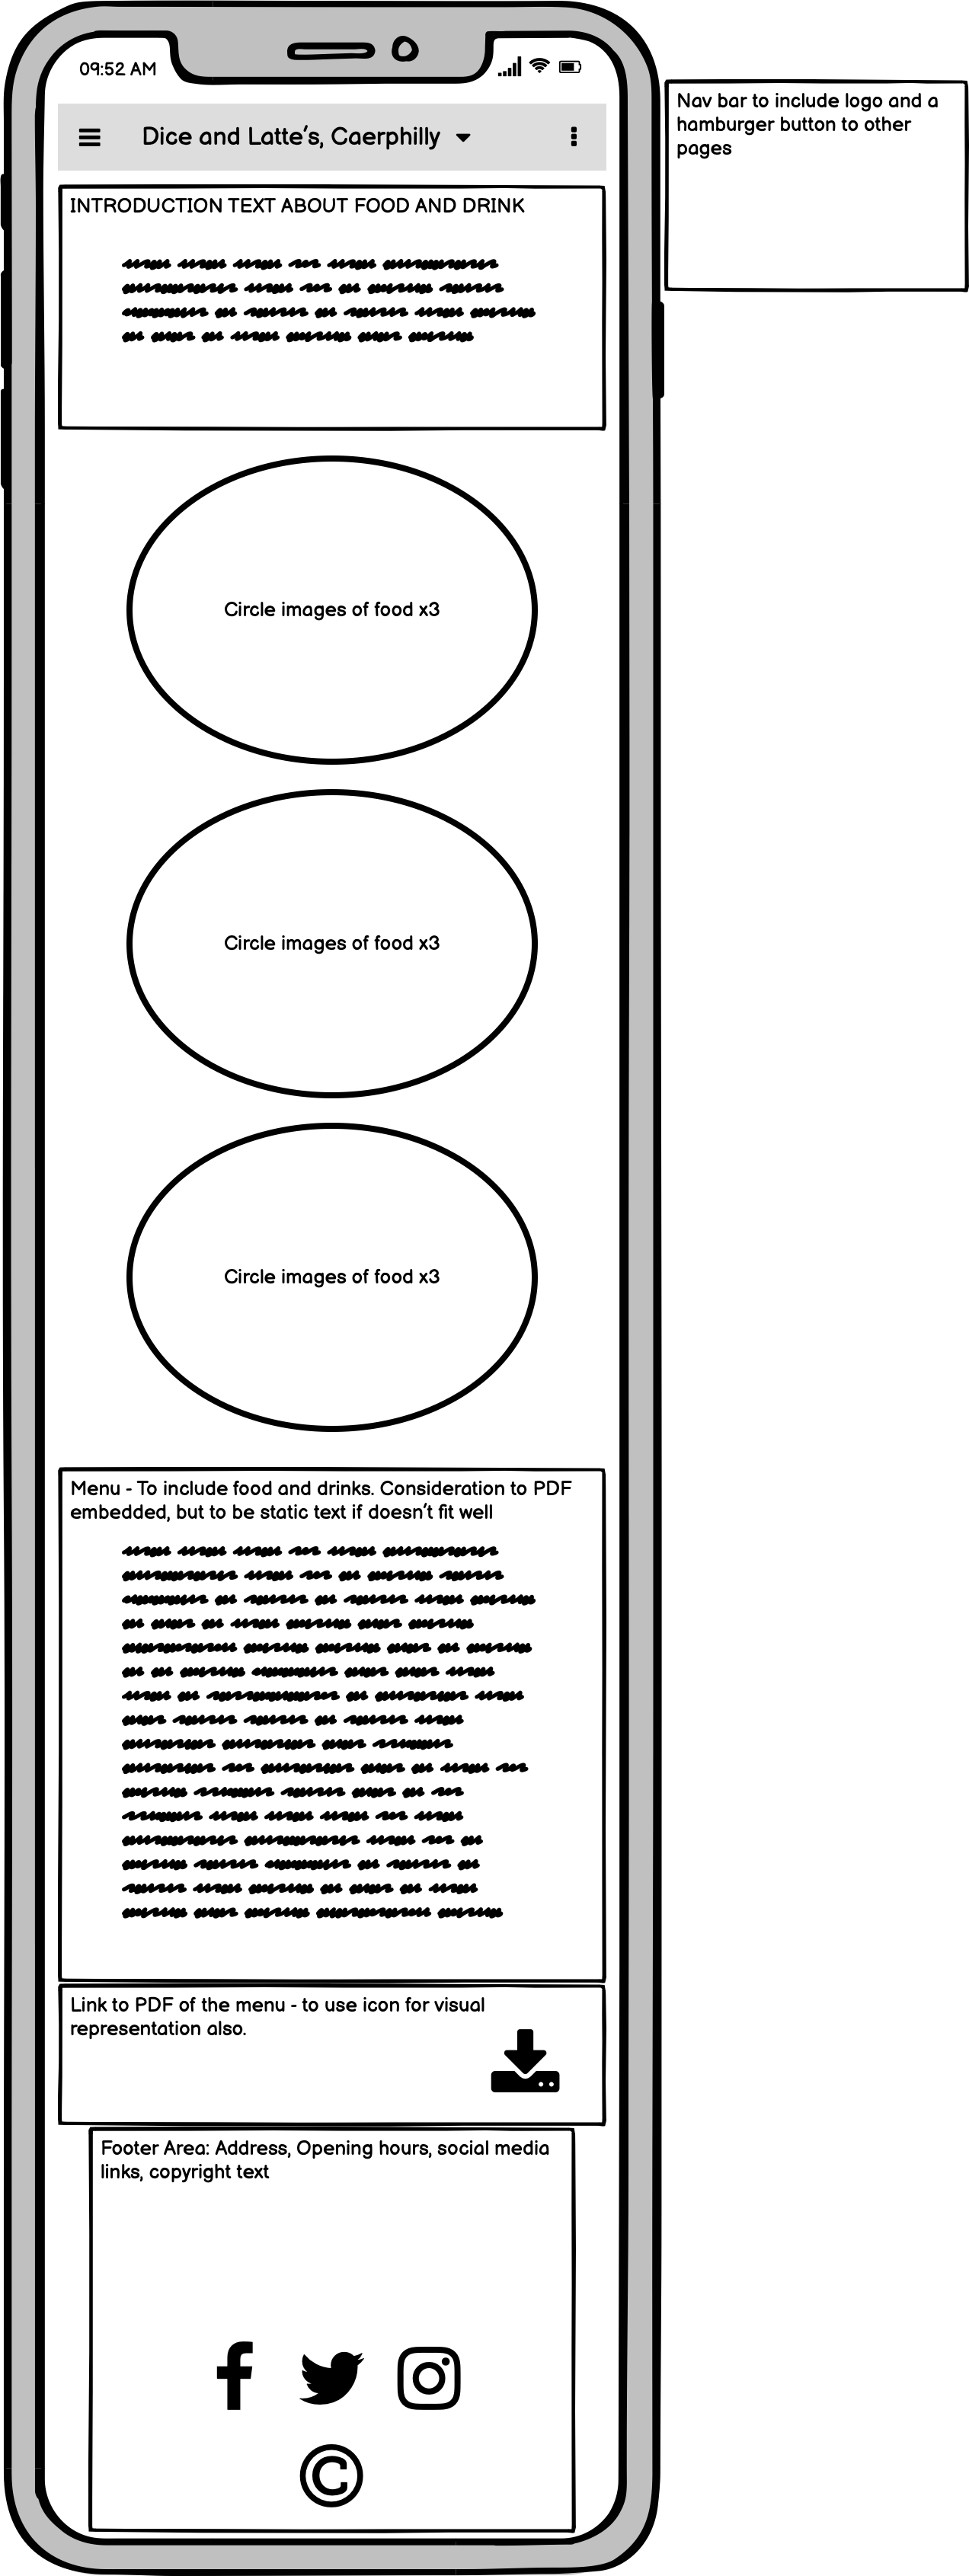 09:52 AM
Nav bar to include logo and a
hamburger button to other
pages
Dice and Latte's, Caerphilly
INTRODUCTION TEXT ABOUT FOOD AND DRINK
Circle images of food x3
Circle images of food x3
Circle images of food x3
Menu - To include food and drinks. Consideration to PDF
embedded, but to be static text if doesn't fit well
Link to PDF of the menu - to use icon for visual
representation also.
Footer Area: Address, Opening hours, social media
links, copyright text
©